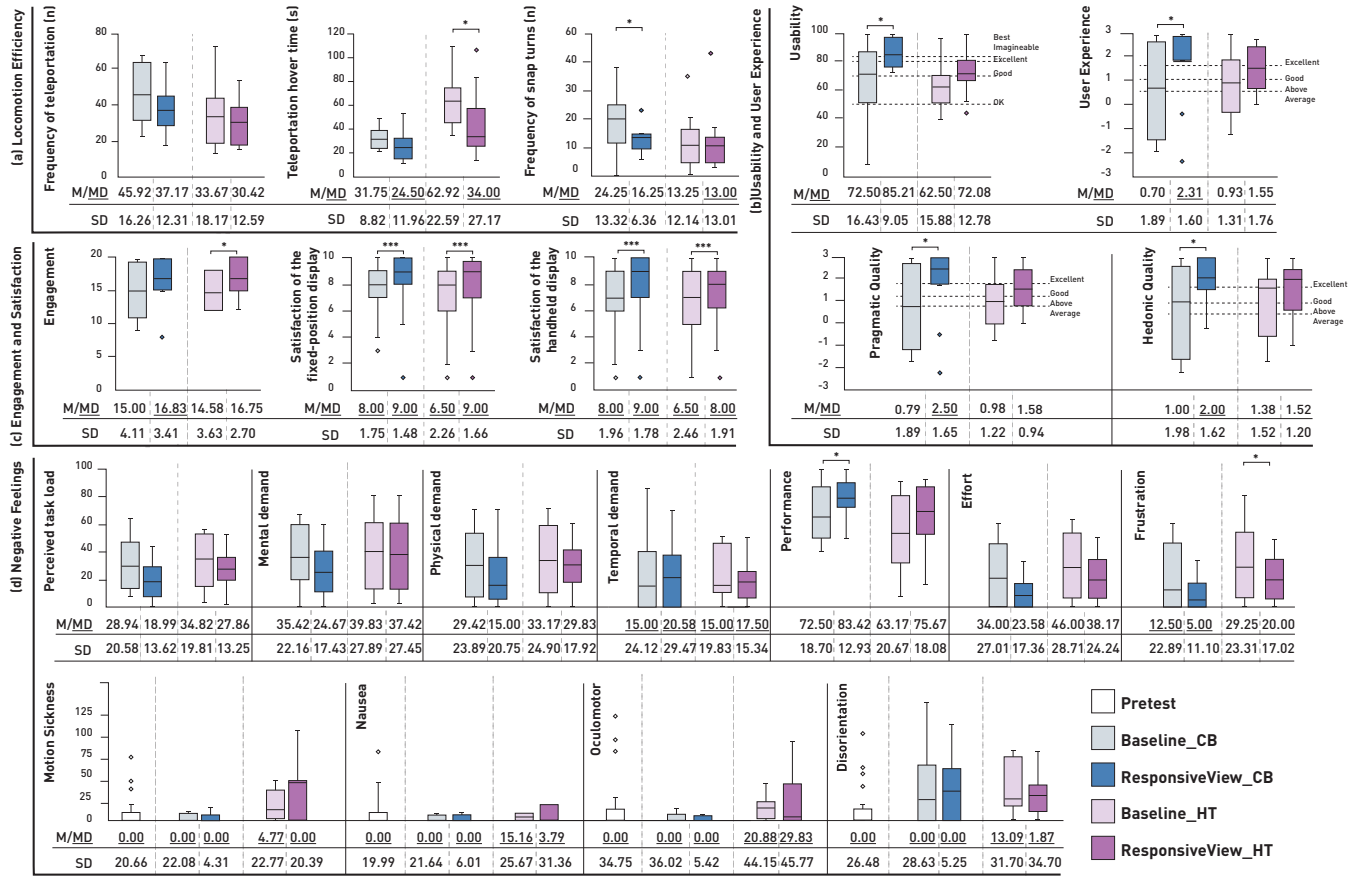 (a) Locomotion Efficiency
Frequency of teleportation (n)
80
60
40
20
0
M/MD 45.92 37.17 33.67 30.42
SD 16.26 12.31 18.17 12.59
Teleportation hover time (s)
*
120
100
80
60
40
20
0
M/MD 31.75 24.50 62.92 34.00
SD 8.82 11.96 22.59 27.17
Frequency of snap turns (n)
*
60
50
40
30
20
10
0
M/MD 24.25 16.25 13.25 13.00
SD 13.32 6.36 12.14 13.01
(b)Usability and User Experience
Usability
*
100
80
60
40
20
0
Best
Imagineable
Excellent
Good
OK
M/MD 72.50 85.21 62.50 72.08
SD 16.43 9.05 15.88 12.78
User Experience
*
3
2
1
0
-1
-2
-3
Excellent
Good
Above
Average
M/MD 0.70 2.31 0.93 1.55
SD 1.89 1.60 1.31 1.76
Pragmatic Quality
*
3
2
1
0
-1
-2
-3
Excellent
Good
Above
Average
M/MD 0.79 2.50 0.98 1.58
SD 1.89 1.65 1.22 0.94
Hedonic Quality
*
Excellent
Good
Above
Average
1.00 2.00 1.38 1.52
1.98 1.62 1.52 1.20
(c) Engagement and Satisfaction
Engagement
*
20
15
10
5
0
M/MD 15.00 16.83 14.58 16.75
SD 4.11 3.41 3.63 2.70
Satisfaction of the
fixed-position display
*** ***
10
8
6
4
2
0
M/MD 8.00 9.00 6.50 9.00
SD 1.75 1.48 2.26 1.66
Satisfaction of the
handheld display
*** ***
10
8
6
4
2
0
M/MD 8.00 9.00 6.50 8.00
SD 1.96 1.78 2.46 1.91
(d) Negative Feelings
Perceived task load
100
80
60
40
20
0
M/MD 28.94 18.99 34.82 27.86
SD 20.58 13.62 19.81 13.25
Mental demand
35.42 24.67 39.83 37.42
22.16 17.43 27.89 27.45
Physical demand
29.42 15.00 33.17 29.83
23.89 20.75 24.90 17.92
Temporal demand
15.00 20.58 15.00 17.50
24.12 29.47 19.83 15.34
Performance
*
72.50 83.42 63.17 75.67
18.70 12.93 20.67 18.08
Effort
34.00 23.58 46.00 38.17
27.01 17.36 28.71 24.24
Frustration
*
12.50 5.00 29.25 20.00
22.89 11.10 23.31 17.02
Motion Sickness
125
100
75
50
25
0
M/MD 0.00 0.00 0.00 4.77 0.00
SD 20.66 22.08 4.31 22.77 20.39
Nausea
0.00 0.00 0.00 15.16 3.79
19.99 21.64 6.01 25.67 31.36
Oculomotor
0.00 0.00 0.00 20.88 29.83
34.75 36.02 5.42 44.15 45.77
Disorientation
0.00 0.00 0.00 13.09 1.87
26.48 28.63 5.25 31.70 34.70
Pretest
Baseline_CB
ResponsiveView_CB
Baseline_HT
ResponsiveView_HT